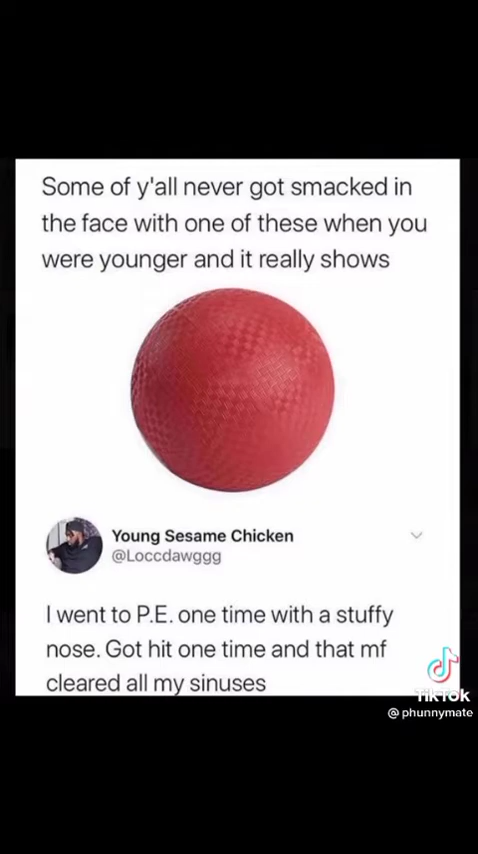 Some of y'all never got smacked in
the face with one of these when you
were younger and it really shows
Young Sesame Chicken
@Loccdawggg
I went to P.E. one time with a stuffy
nose. Got hit one time and that mf
cleared all my sinuses
TikTok
@ phunnymate